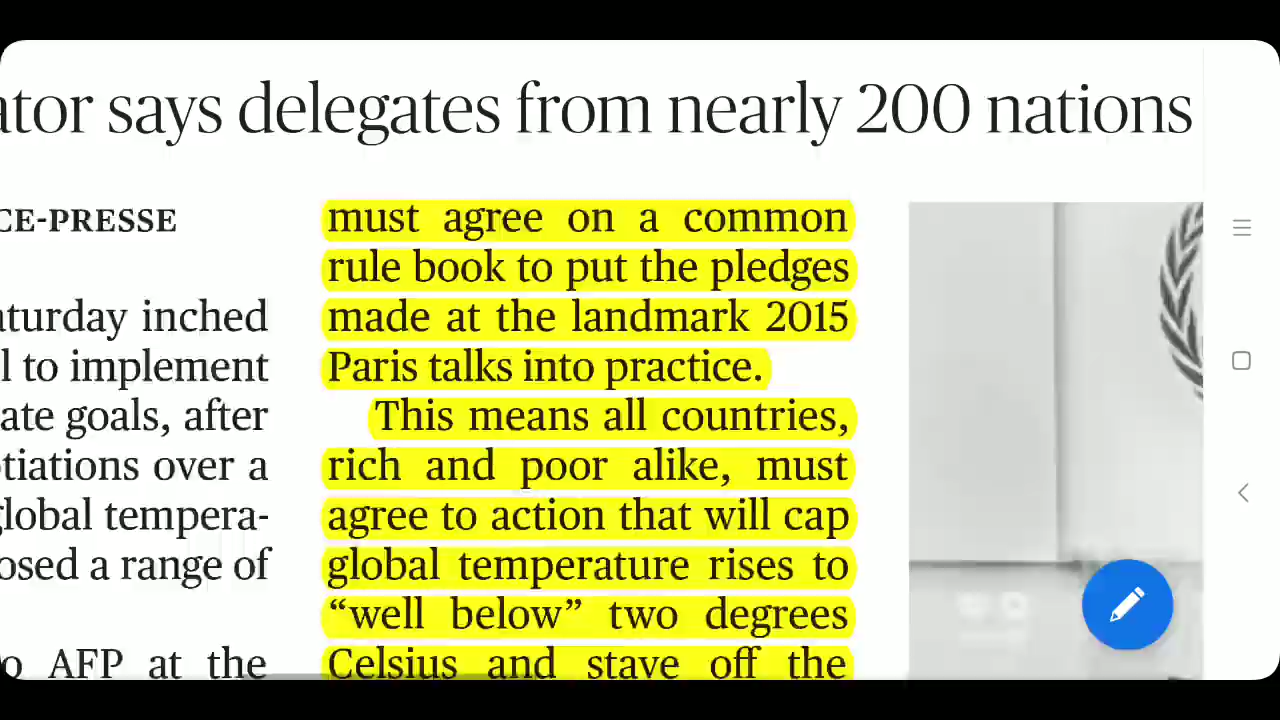 ator says delegates from nearly 200 nations
CE-PRESSE
aturday inched
l to implement
ate goals, after
tiations over a
global tempera-
osed a range of
o AFP at the
must agree on a common
rule book to put the pledges
made at the landmark 2015
Paris talks into practice.
This means all countries,
rich and poor alike, must
agree to action that will cap
global temperature rises to
“well below” two degrees
Celsius and stave off the